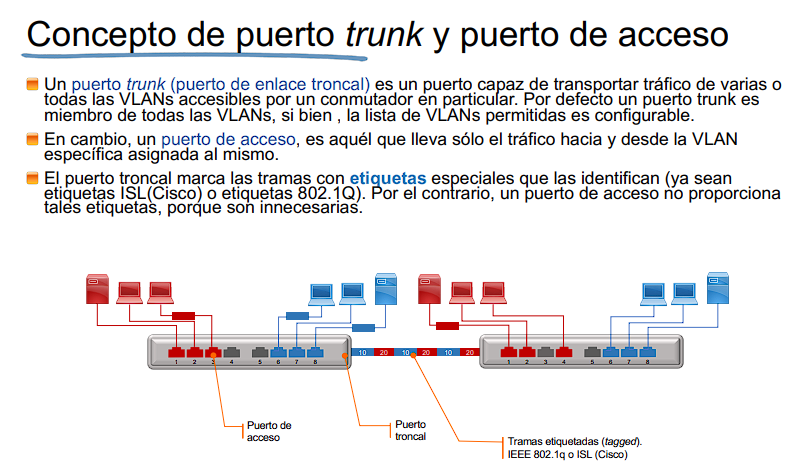 Concepto de puerto trunk y puerto de acceso
Un puerto trunk (puerto de enlace troncal) es un puerto capaz de transportar tráfico de varias o
todas las VLANs accesibles por un conmutador en particular. Por defecto un puerto trunk es
miembro de todas las VLANs, si bien , la lista de VLANs permitidas es configurable.
En cambio, un puerto de acceso, es aquél que lleva sólo el tráfico hacia y desde la VLAN
específica asignada al mismo.
El puerto troncal marca las tramas con etiquetas especiales que las identifican (ya sean
etiquetas ISL(Cisco) o etiquetas 802.1Q). Por el contrario, un puerto de acceso no proporciona
tales etiquetas, porque son innecesarias.
10 20 10 20 10 20
1 2 3 4 5 6 7 8
1 2 3 4 5 6 7 8
Puerto de
acceso
Puerto
troncal
Tramas etiquetadas (tagged).
IEEE 802.1q o ISL (Cisco)